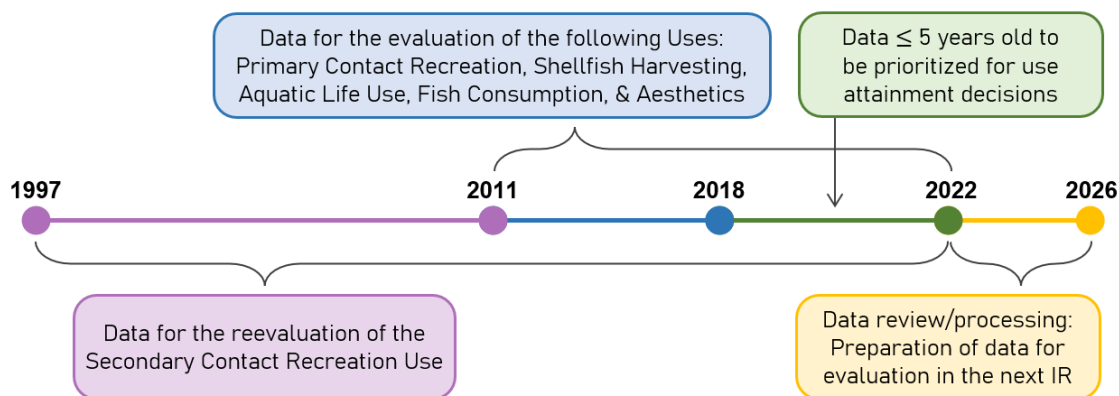 Data for the evaluation of the following Uses:
Primary Contact Recreation, Shellfish Harvesting,
Aquatic Life Use, Fish Consumption, & Aesthetics
Data ≤ 5 years old to
be prioritized for use
attainment decisions
1997
2011
2018
2022
2026
Data for the reevaluation of the
Secondary Contact Recreation Use
Data review/processing:
Preparation of data for
evaluation in the next IR